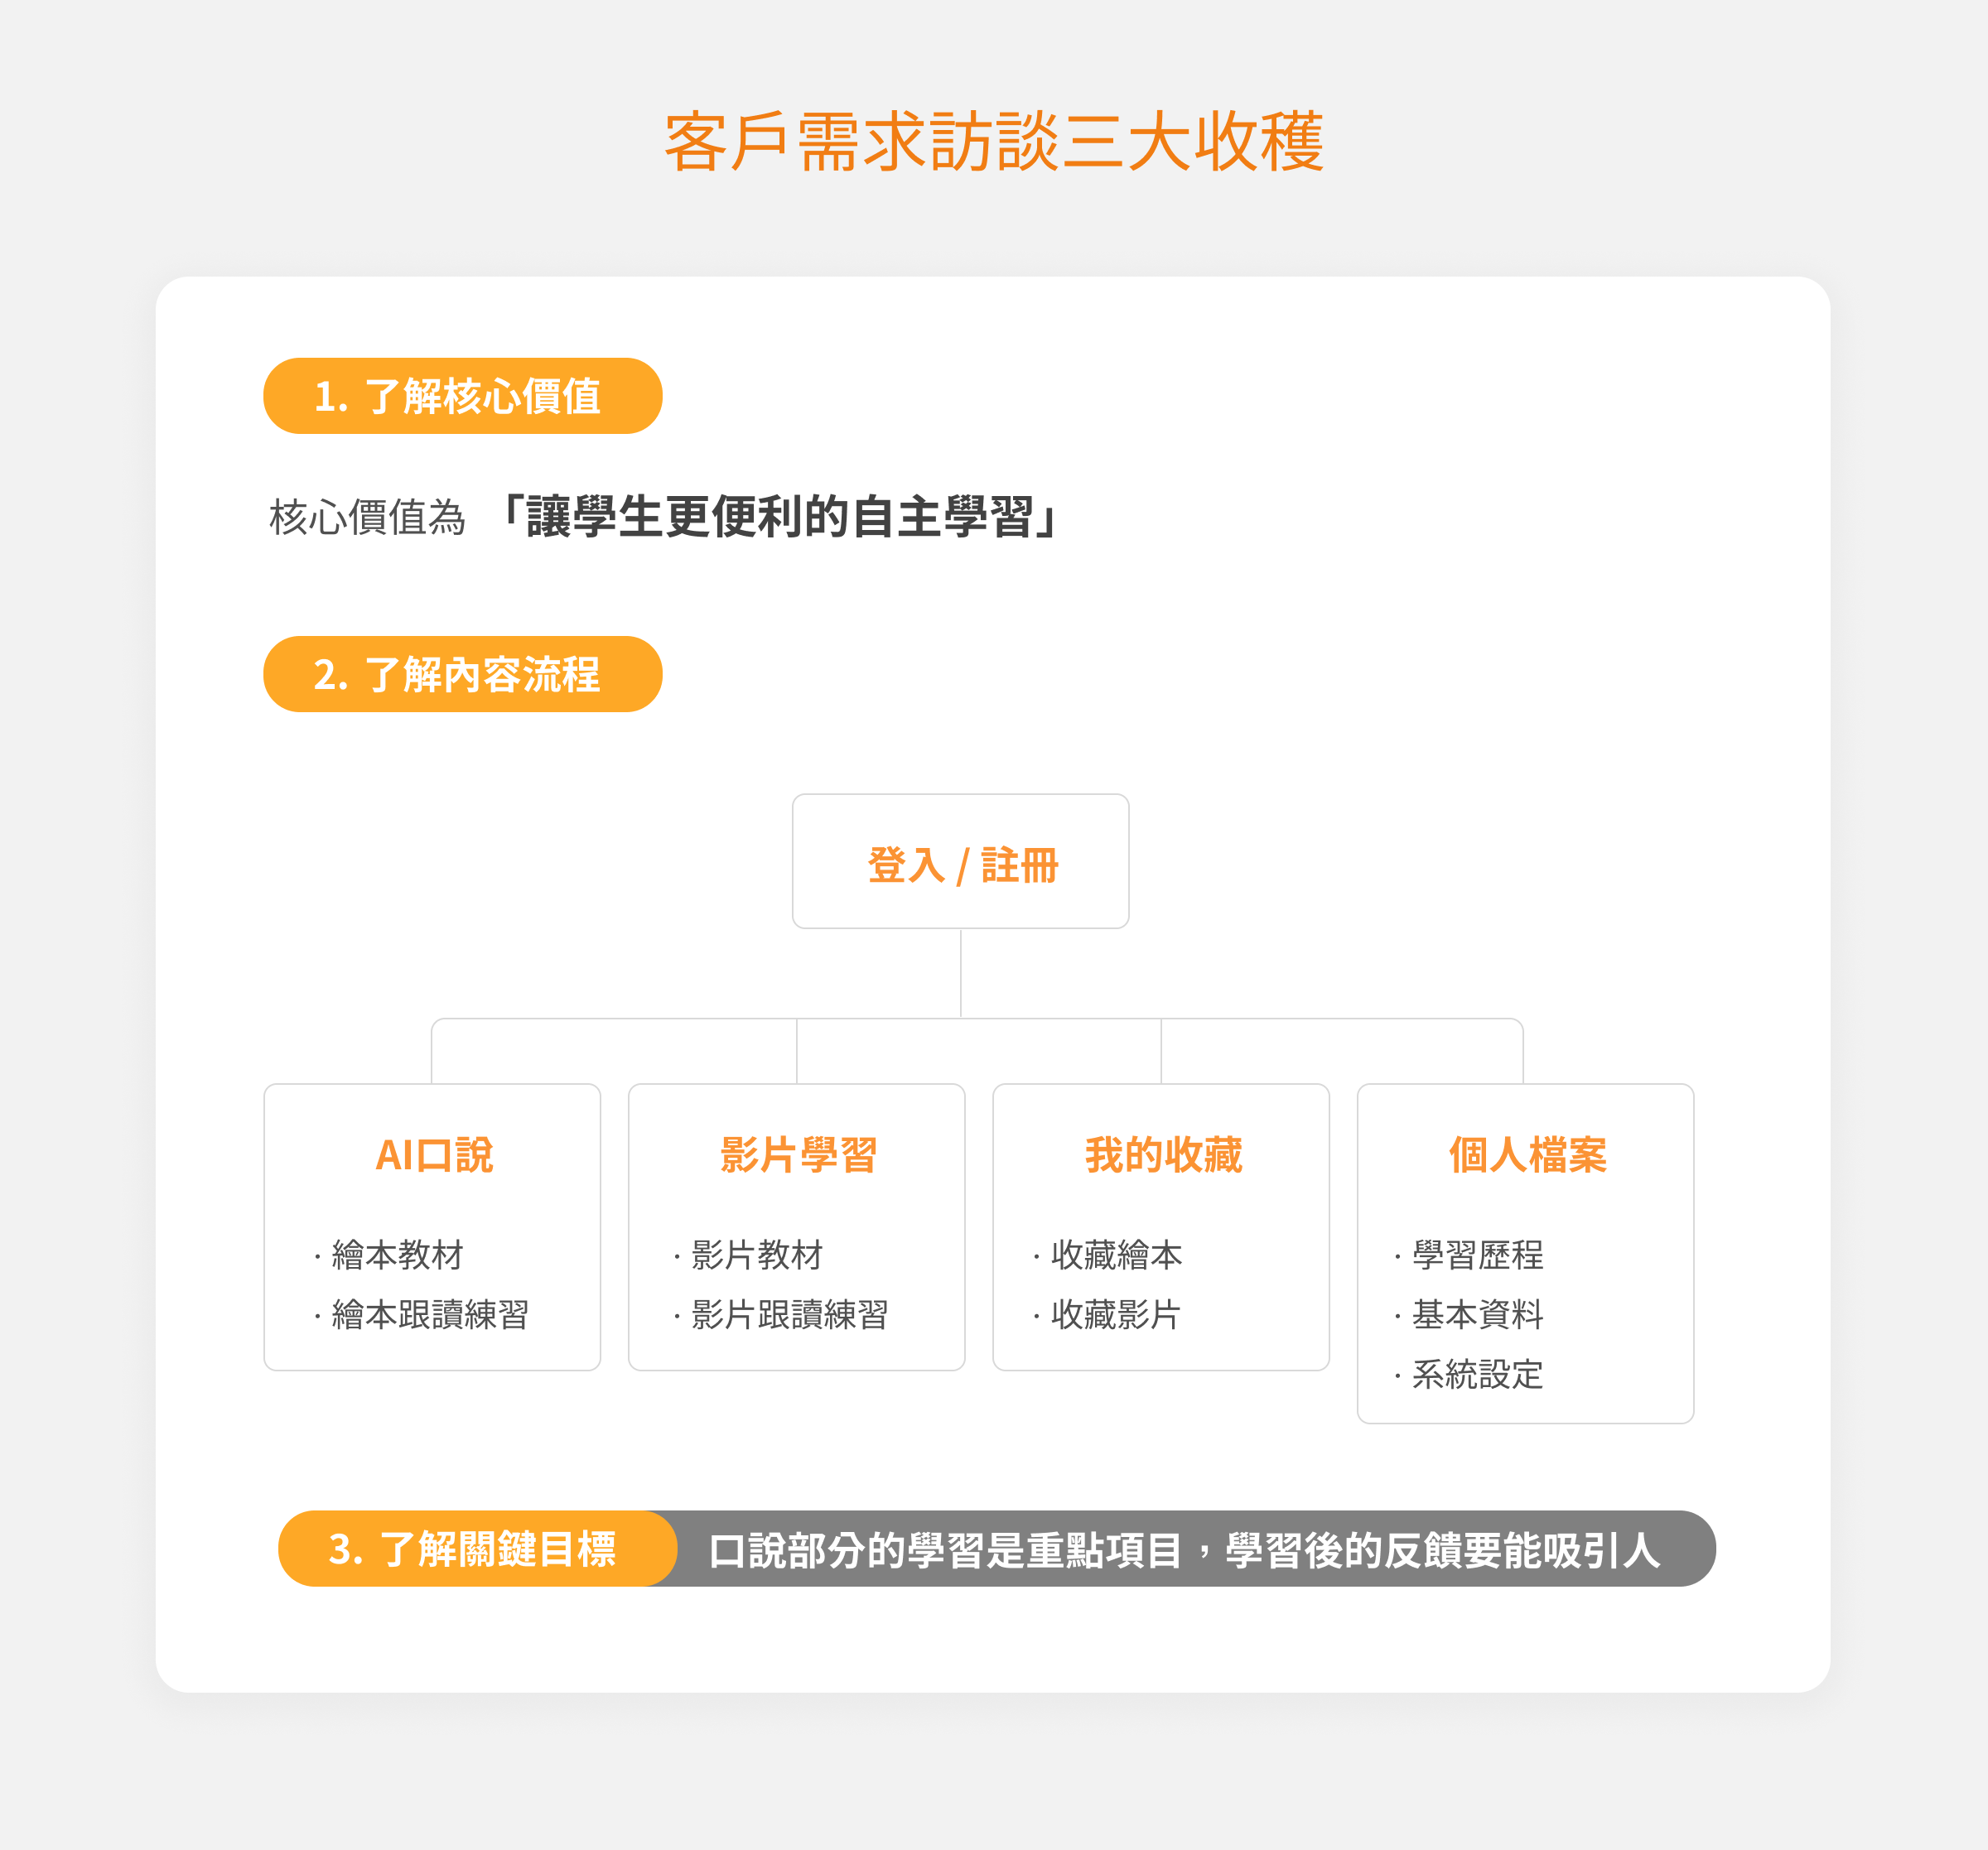 客戶需求訪談三大收穫
1. 了解核心價值
核心價值為 「讓學生更便利的自主學習」
2. 了解內容流程
登入 / 註冊
AI口說
· 繪本教材
· 繪本跟讀練習
影片學習
· 影片教材
· 影片跟讀練習
我的收藏
· 收藏繪本
· 收藏影片
個人檔案
· 學習歷程
· 基本資料
· 系統設定
3. 了解關鍵目標 口說部分的學習是重點項目，學習後的反饋要能吸引人